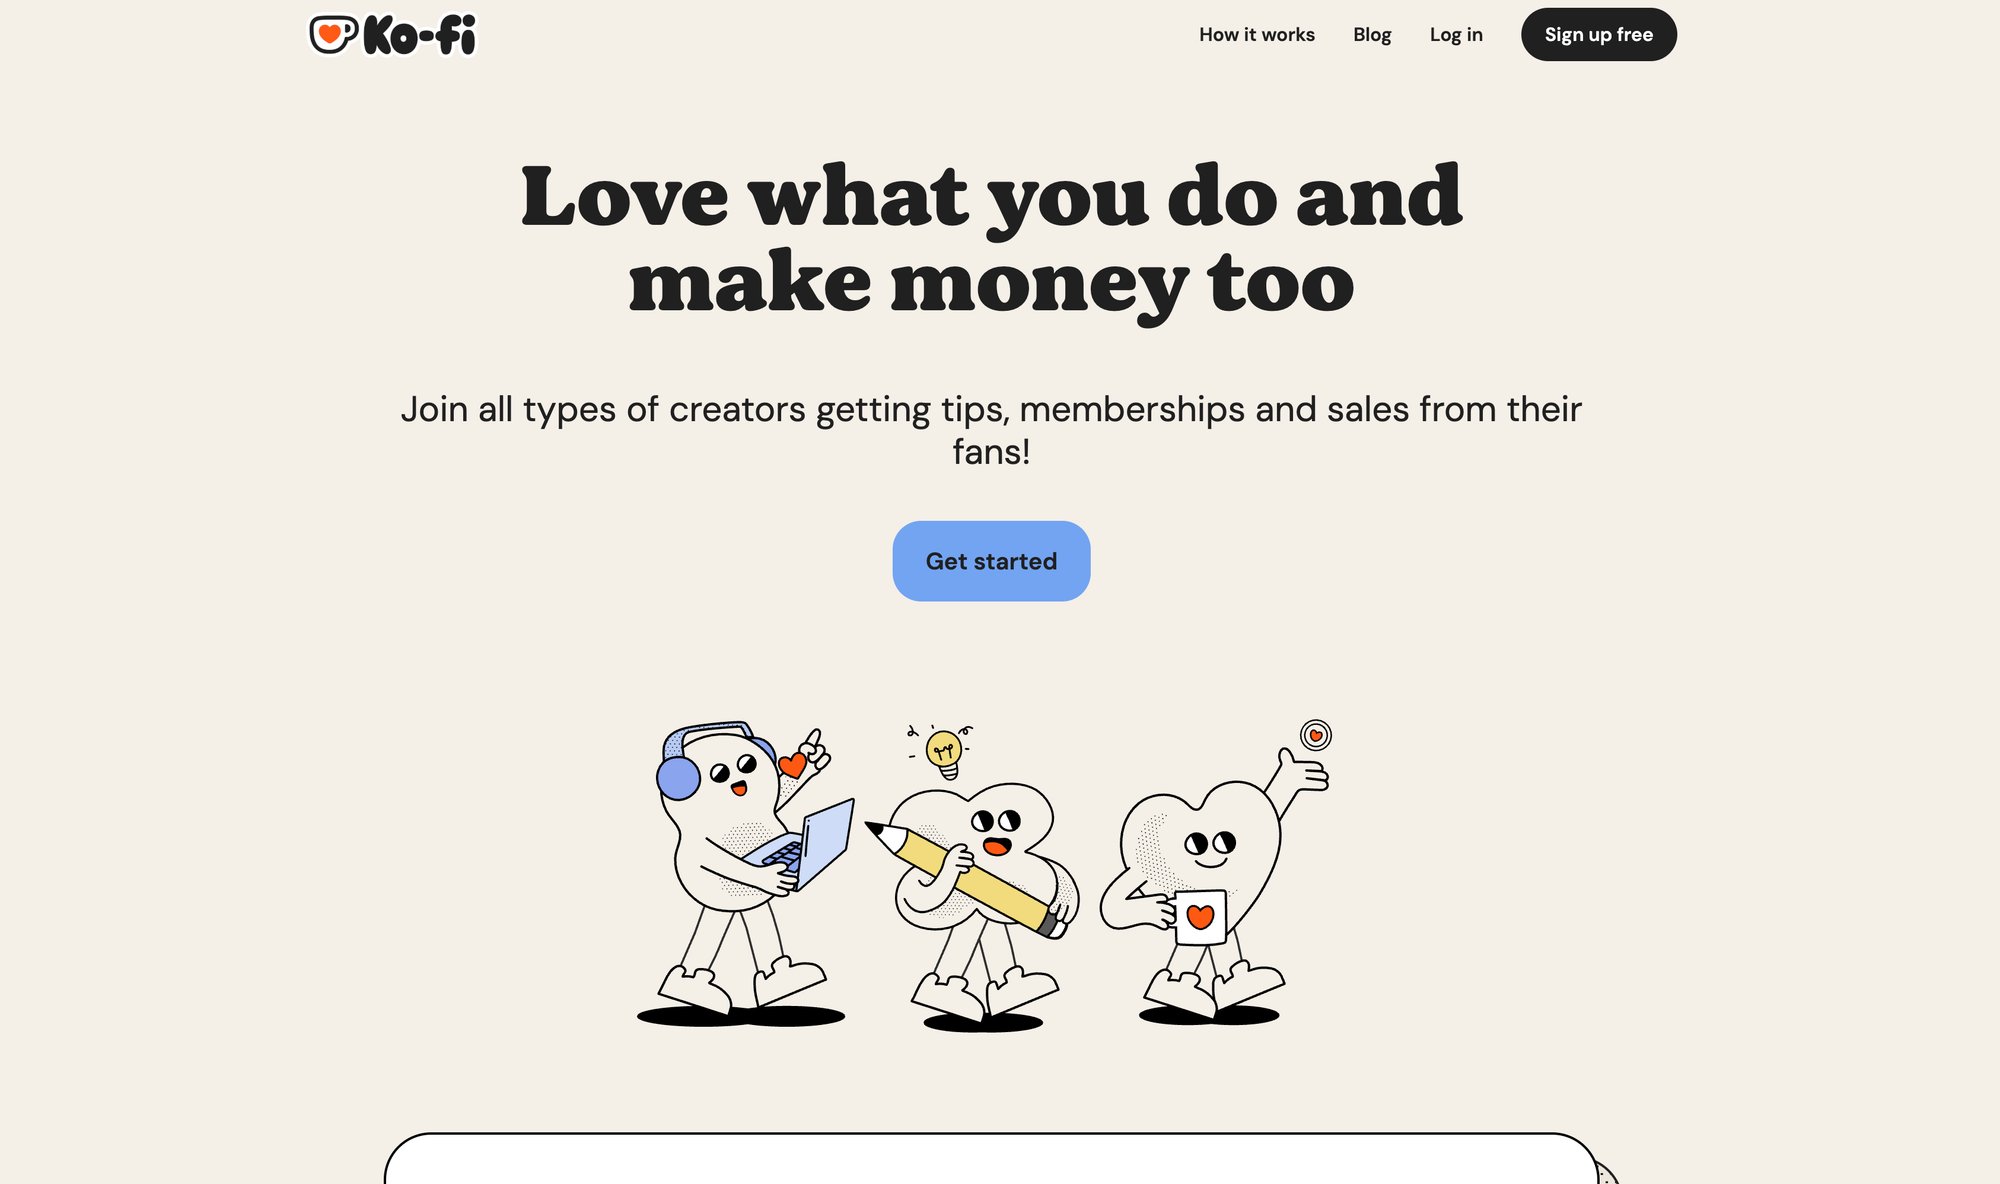 Ko-fi
How it works
Blog
Log in
Sign up free
Love what you do and
make money too
Join all types of creators getting tips, memberships and sales from their
fans!
Get started